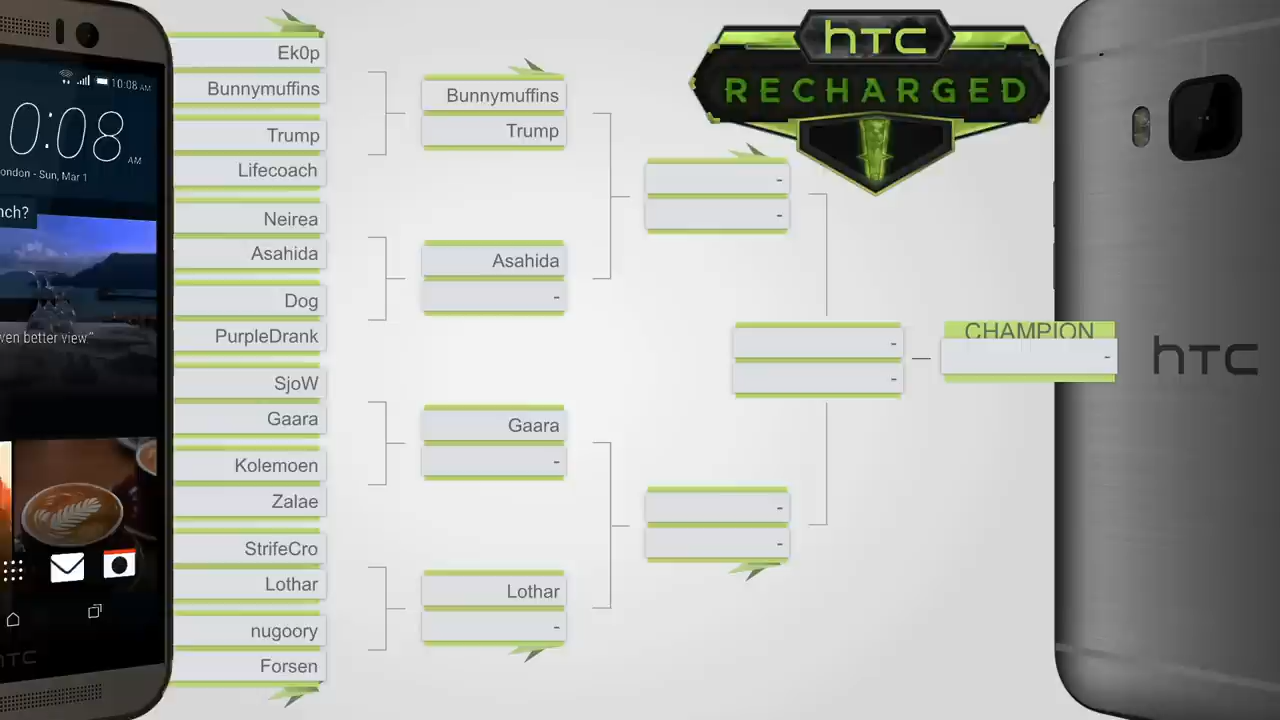 10:08 AM
0:08
AM
ondon - Sun, Mar 1
nch?
ven better view"
HTC
Ek0p
Bunnymuffins
Trump
Lifecoach
Neirea
Asahida
Dog
PurpleDrank
SjoW
Gaara
Kolemoen
Zalae
StrifeCro
Lothar
nugoory
Forsen
Bunnymuffins
Trump
Asahida
-
Gaara
-
Lothar
-
-
-
-
-
-
-
CHAMPION
-
hTC
RECHARGED
hTC